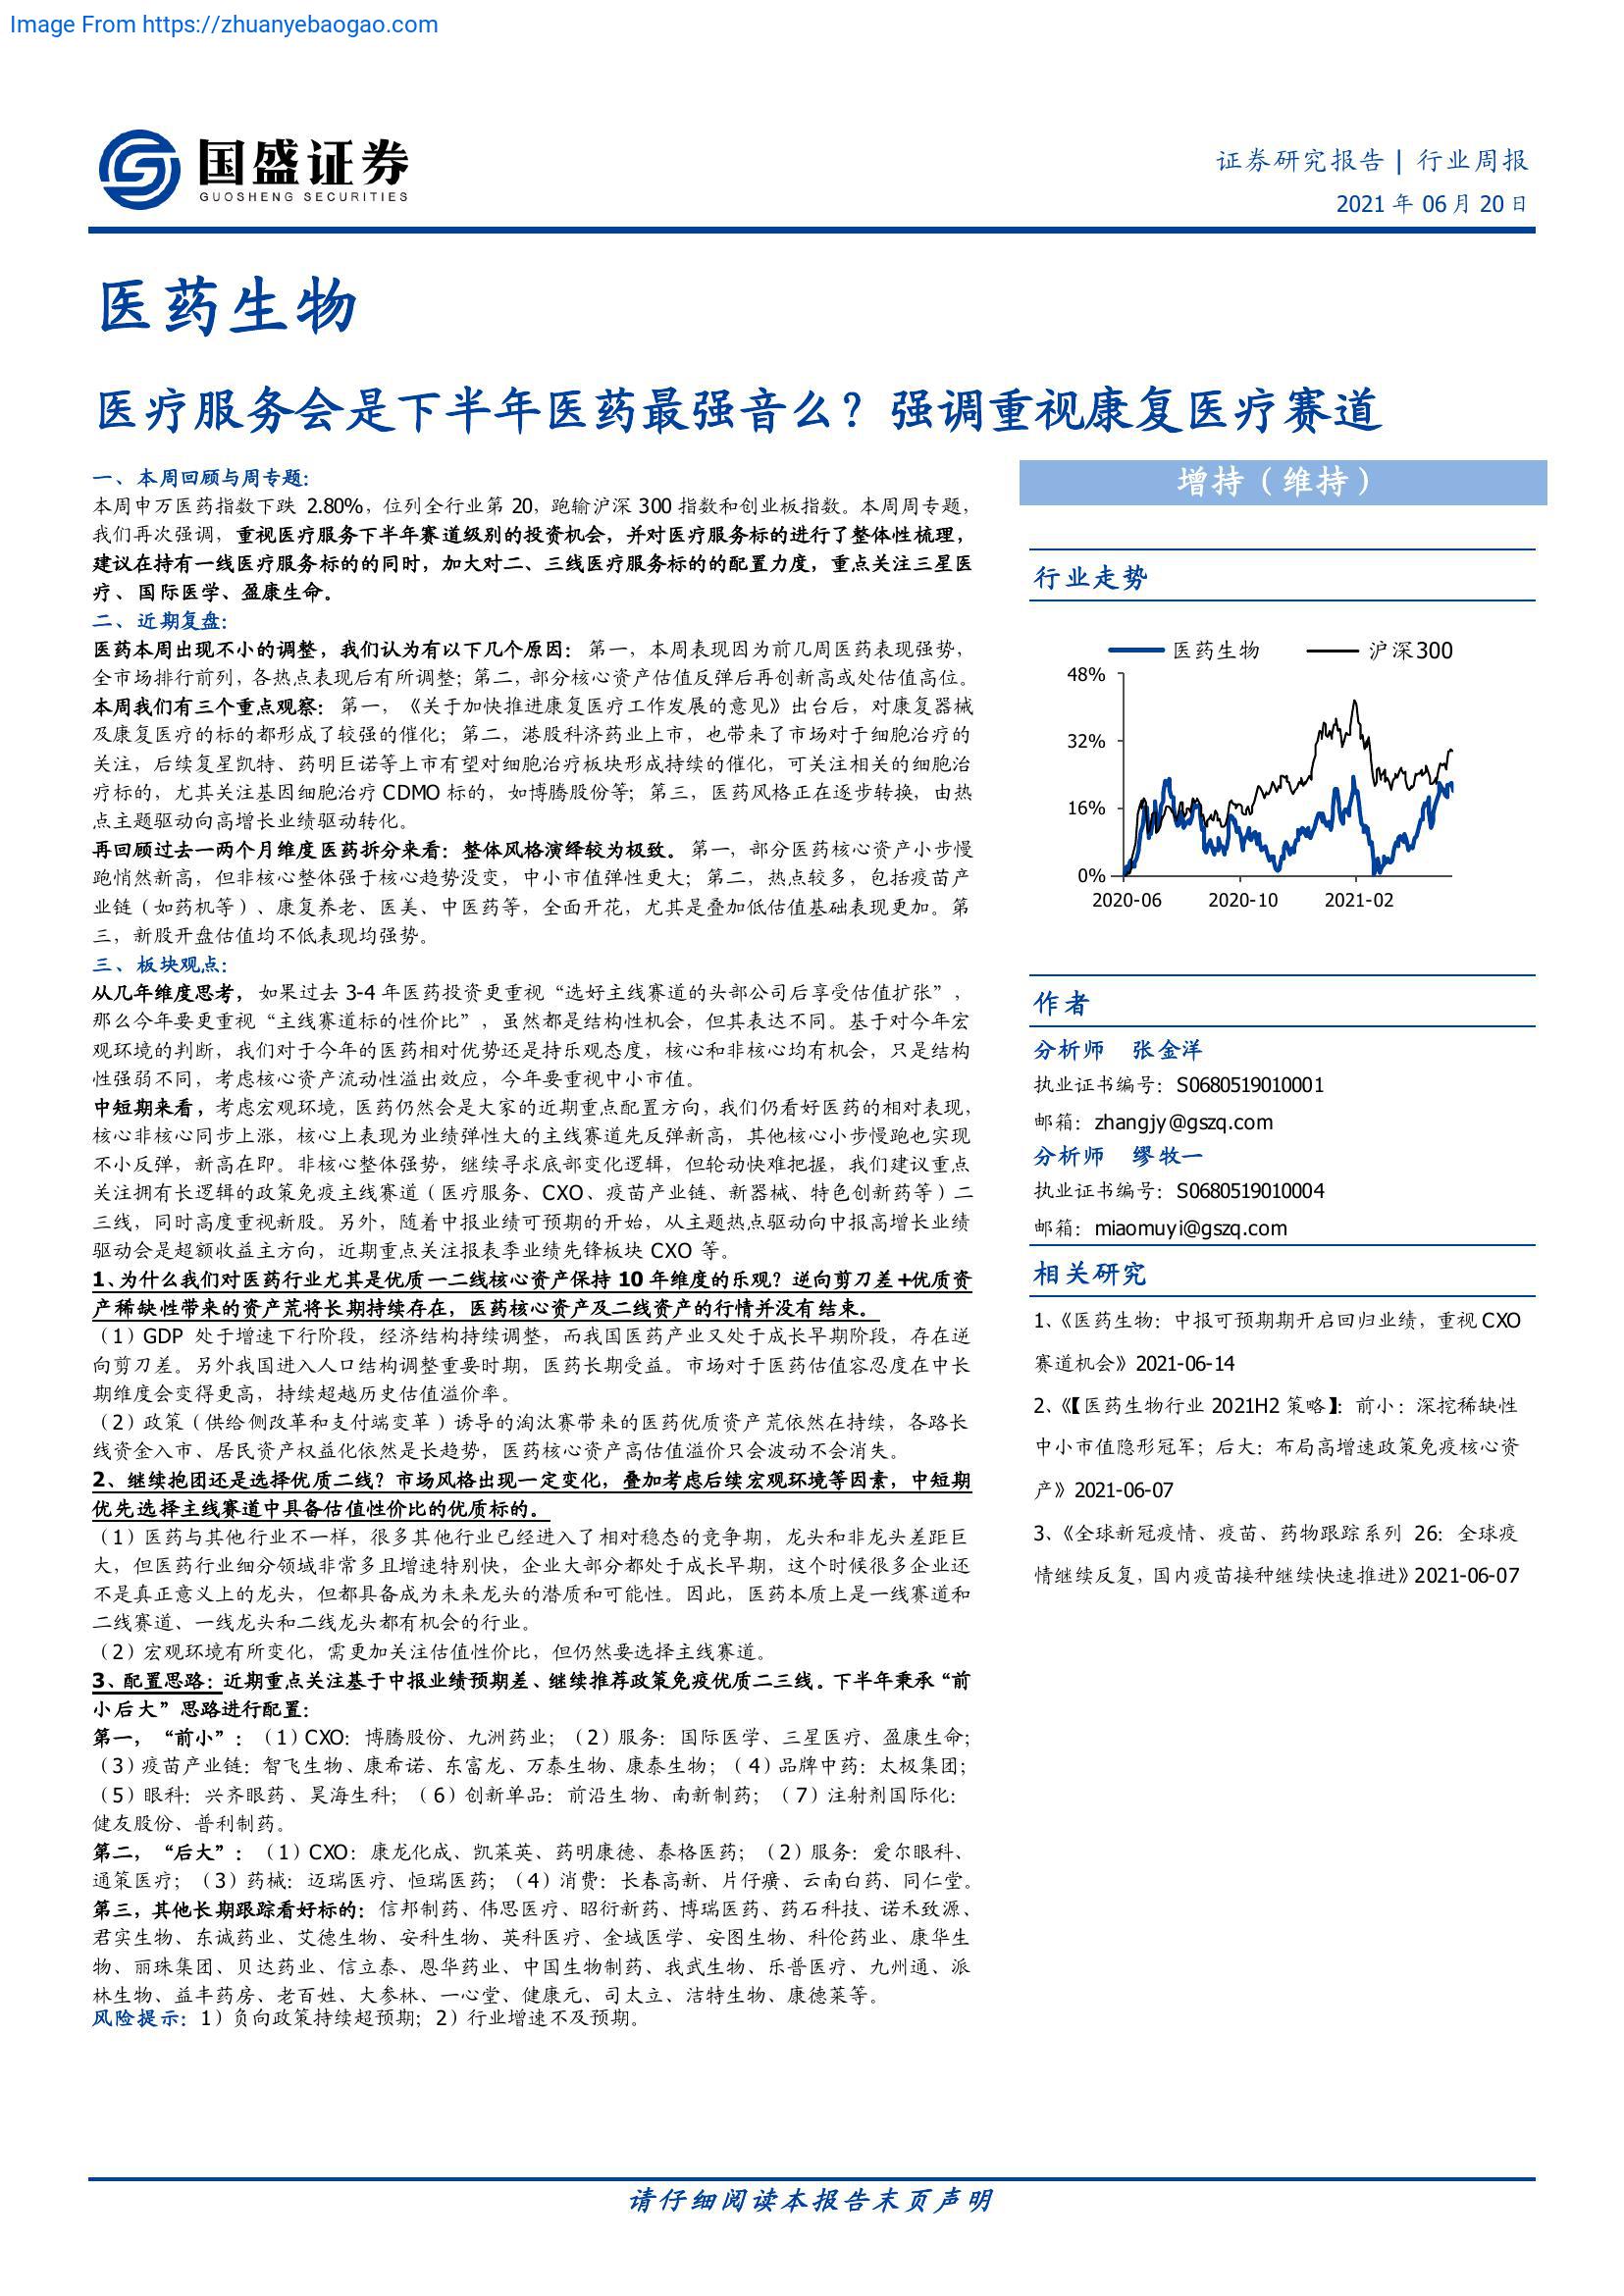 Image From https://zhuanyebaogao.com
国盛证券
GUOSHENG SECURITIES
证券研究报告 | 行业周报
2021 年 06 月 20 日
医药生物
医疗服务会是下半年医药最强音么？强调重视康复医疗赛道
一、本周回顾与周专题：
本周申万医药指数下跌 2.80%，位列全行业第 20，跑输沪深 300 指数和创业板指数。本周周专题，
我们再次强调，重视医疗服务下半年赛道级别的投资机会，并对医疗服务标的进行了整体性梳理，
建议在持有一线医疗服务标的的同时，加大对二、三线医疗服务标的的配置力度，重点关注三星医
疗、国际医学、盈康生命。
二、近期复盘：
医药本周出现不小的调整，我们认为有以下几个原因：第一，本周表现因为前几周医药表现强势，
全市场排行前列，各热点表现后有所调整；第二，部分核心资产估值反弹后再创新高或处估值高位。
本周我们有三个重点观察：第一，《关于加快推进康复医疗工作发展的意见》出台后，对康复器械
及康复医疗的标的都形成了较强的催化；第二，港股科济药业上市，也带来了市场对于细胞治疗的
关注，后续复星凯特、药明巨诺等上市有望对细胞治疗板块形成持续的催化，可关注相关的细胞治
疗标的，尤其关注基因细胞治疗 CDMO 标的，如博腾股份等；第三，医药风格正在逐步转换，由热
点主题驱动向高增长业绩驱动转化。
再回顾过去一两个月维度医药拆分来看：整体风格演绎较为极致。第一，部分医药核心资产小步慢
跑悄然新高，但非核心整体强于核心趋势没变，中小市值弹性更大；第二，热点较多，包括疫苗产
业链（如药机等）、康复养老、医美、中医药等，全面开花，尤其是叠加低估值基础表现更加。第
三，新股开盘估值均不低表现均强势。
三、板块观点：
从几年维度思考，如果过去 3-4 年医药投资更重视“选好主线赛道的头部公司后享受估值扩张”，
那么今年要更重视“主线赛道标的性价比”，虽然都是结构性机会，但其表达不同。基于对今年宏
观环境的判断，我们对于今年的医药相对优势还是持乐观态度，核心和非核心均有机会，只是结构
性强弱不同，考虑核心资产流动性溢出效应，今年要重视中小市值。
中短期来看，考虑宏观环境，医药仍然会是大家的近期重点配置方向，我们仍看好医药的相对表现，
核心非核心同步上涨，核心上表现为业绩弹性大的主线赛道先反弹新高，其他核心小步慢跑也实现
不小反弹，新高在即。非核心整体强势，继续寻求底部变化逻辑，但轮动快难把握，我们建议重点
关注拥有长逻辑的政策免疫主线赛道（医疗服务、CXO、疫苗产业链、新器械、特色创新药等）二
三线，同时高度重视新股。另外，随着中报业绩可预期的开始，从主题热点驱动向中报高增长业绩
驱动会是超额收益主方向，近期重点关注报表季业绩先锋板块 CXO 等。
1、为什么我们对医药行业尤其是优质一二线核心资产保持 10 年维度的乐观？逆向剪刀差+优质资
产稀缺性带来的资产荒将长期持续存在，医药核心资产及二线资产的行情并没有结束。
（1）GDP 处于增速下行阶段，经济结构持续调整，而我国医药产业又处于成长早期阶段，存在逆
向剪刀差。另外我国进入人口结构调整重要时期，医药长期受益。市场对于医药估值容忍度在中长
期维度会变得更高，持续超越历史估值溢价率。
（2）政策（供给侧改革和支付端变革）诱导的淘汰赛带来的医药优质资产荒依然在持续，各路长
线资金入市、居民资产权益化依然是长趋势，医药核心资产高估值溢价只会波动不会消失。
2、继续抱团还是选择优质二线？市场风格出现一定变化，叠加考虑后续宏观环境等因素，中短期
优先选择主线赛道中具备估值性价比的优质标的。
（1）医药与其他行业不一样，很多其他行业已经进入了相对稳态的竞争期，龙头和非龙头差距巨
大，但医药行业细分领域非常多且增速特别快，企业大部分都处于成长早期，这个时候很多企业还
不是真正意义上的龙头，但都具备成为未来龙头的潜质和可能性。因此，医药本质上是一线赛道和
二线赛道、一线龙头和二线龙头都有机会的行业。
（2）宏观环境有所变化，需更加关注估值性价比，但仍然要选择主线赛道。
3、配置思路：近期重点关注基于中报业绩预期差、继续推荐政策免疫优质二三线。下半年秉承“前
小后大”思路进行配置：
第一，“前小”：（1）CXO：博腾股份、九洲药业；（2）服务：国际医学、三星医疗、盈康生命；
（3）疫苗产业链：智飞生物、康希诺、东富龙、万泰生物、康泰生物；（4）品牌中药：太极集团；
（5）眼科：兴齐眼药、昊海生科；（6）创新单品：前沿生物、南新制药；（7）注射剂国际化：
健友股份、普利制药。
第二，“后大”：（1）CXO：康龙化成、凯莱英、药明康德、泰格医药；（2）服务：爱尔眼科、
通策医疗；（3）药械：迈瑞医疗、恒瑞医药；（4）消费：长春高新、片仔癀、云南白药、同仁堂。
第三，其他长期跟踪看好标的：信邦制药、伟思医疗、昭衍新药、博瑞医药、药石科技、诺禾致源、
君实生物、东诚药业、艾德生物、安科生物、英科医疗、金域医学、安图生物、科伦药业、康华生
物、丽珠集团、贝达药业、信立泰、恩华药业、中国生物制药、我武生物、乐普医疗、九州通、派
林生物、益丰药房、老百姓、大参林、一心堂、健康元、司太立、洁特生物、康德莱等。
风险提示：1）负向政策持续超预期；2）行业增速不及预期。
增持（维持）
行业走势
医药生物 沪深300
48%
32%
16%
0%
2020-06 2020-10 2021-02
作者
分析师 张金洋
执业证书编号：S0680519010001
邮箱：zhangjy@gszq.com
分析师 缪牧一
执业证书编号：S0680519010004
邮箱：miaomuyi@gszq.com
相关研究
1、《医药生物：中报可预期期开启回归业绩，重视 CXO
赛道机会》2021-06-14
2、《【医药生物行业 2021H2 策略】：前小：深挖稀缺性
中小市值隐形冠军；后大：布局高增速政策免疫核心资
产》2021-06-07
3、《全球新冠疫情、疫苗、药物跟踪系列 26：全球疫
情继续反复，国内疫苗接种继续快速推进》2021-06-07
请仔细阅读本报告末页声明